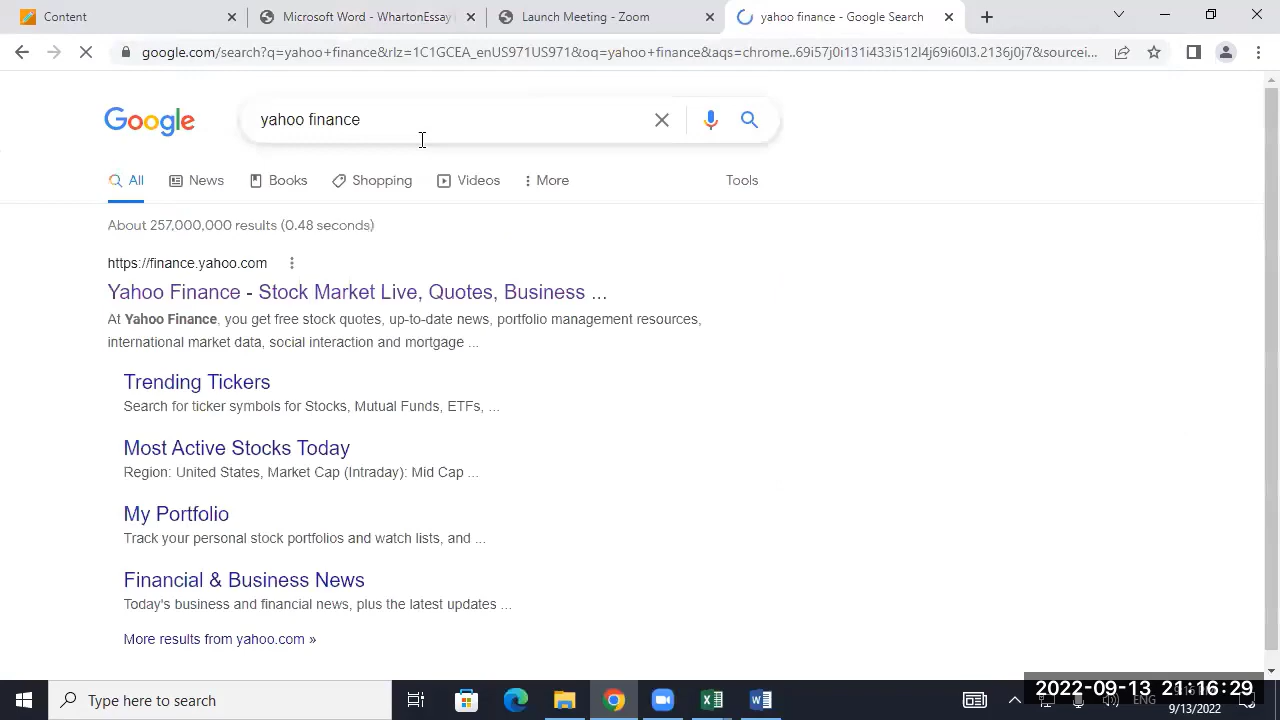 Content
Microsoft Word - WhartonEssay
Launch Meeting - Zoom
yahoo finance - Google Search
google.com/search?q=yahoo+finance&rlz=1C1GCEA_enUS971US971&oq=yahoo+finance&aqs=chrome..69i57j0i131i433i512l4j69i60l3.2136j0j7&sourcei...
Google
yahoo finance
All
News
Books
Shopping
Videos
More
Tools
About 257,000,000 results (0.48 seconds)
https://finance.yahoo.com
Yahoo Finance - Stock Market Live, Quotes, Business ...
At Yahoo Finance, you get free stock quotes, up-to-date news, portfolio management resources,
international market data, social interaction and mortgage ...
Trending Tickers
Search for ticker symbols for Stocks, Mutual Funds, ETFs, ...
Most Active Stocks Today
Region: United States, Market Cap (Intraday): Mid Cap ...
My Portfolio
Track your personal stock portfolios and watch lists, and ...
Financial & Business News
Today's business and financial news, plus the latest updates ...
More results from yahoo.com »
Type here to search
2022-09-13 21:16:29
ENG
9/13/2022